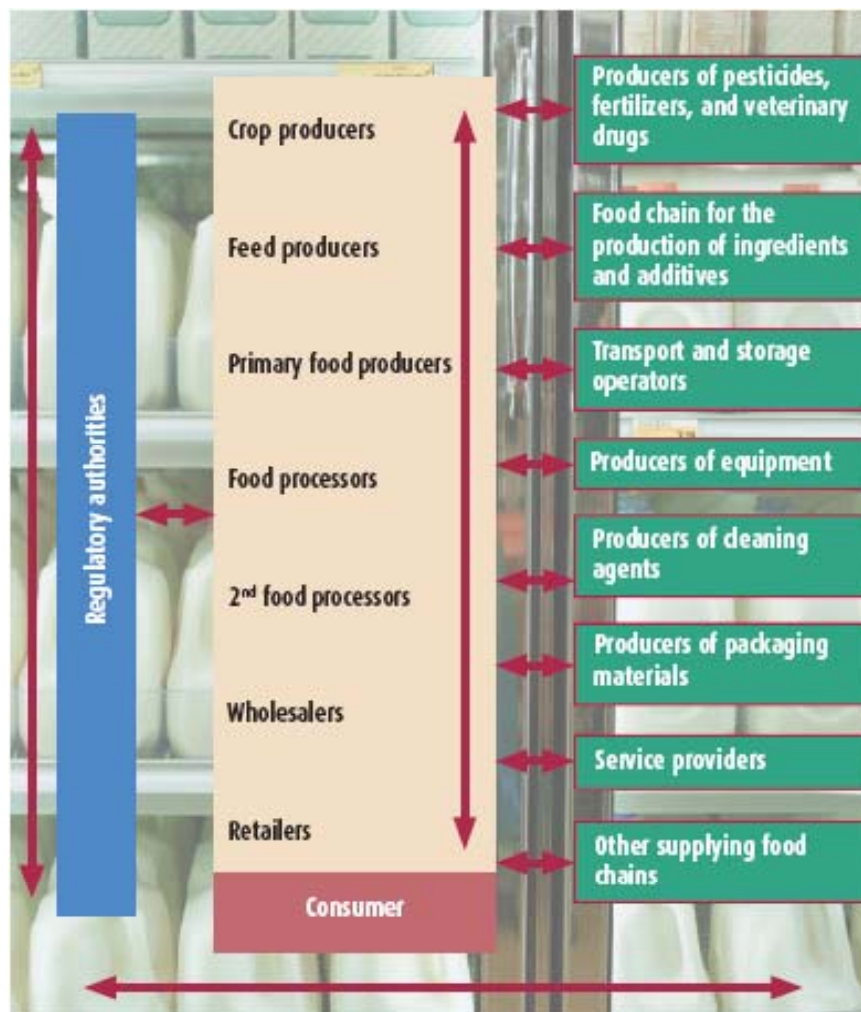 Regulatory authorities
Crop producers
Feed producers
Primary food producers
Food processors
2nd food processors
Wholesalers
Retailers
Consumer
Producers of pesticides,
fertilizers, and veterinary
drugs
Food chain for the
production of ingredients
and additives
Transport and storage
operators
Producers of equipment
Producers of cleaning
agents
Producers of packaging
materials
Service providers
Other supplying food
chains